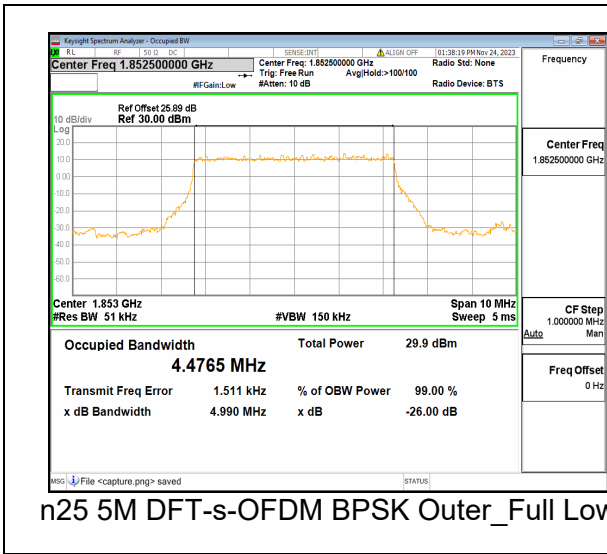 Keysight Spectrum Analyzer - Occupied BW
RL RF 50 Ω DC SENSE:INT ALIGN OFF 01:38:19 PM Nov 24, 2023
Center Freq 1.852500000 GHz
Center Freq: 1.852500000 GHz
Radio Std: None
Trig: Free Run Avg|Hold:>100/100
#IFGain:Low
#Atten: 10 dB
Radio Device: BTS
Frequency
Ref Offset 25.89 dB
10 dB/div Ref 30.00 dBm
Log
20.0
10.0
0.00
-10.0
-20.0
-30.0
-40.0
-50.0
-60.0
Center Freq
1.852500000 GHz
Center 1.853 GHz Span 10 MHz
#Res BW 51 kHz #VBW 150 kHz Sweep 5 ms
CF Step
1.000000 MHz
Auto Man
Occupied Bandwidth Total Power 29.9 dBm
4.4765 MHz
Freq Offset
0 Hz
Transmit Freq Error 1.511 kHz % of OBW Power 99.00 %
x dB Bandwidth 4.990 MHz x dB -26.00 dB
MSG File <capture.png> saved STATUS
n25 5M DFT-s-OFDM BPSK Outer_Full Low